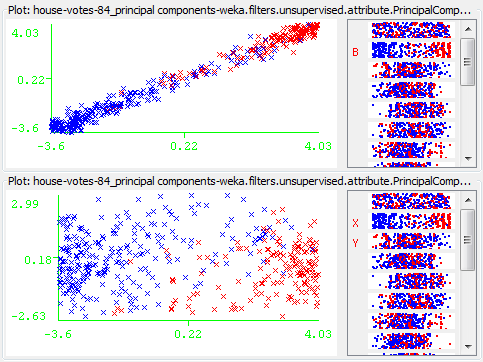 Plot: house-votes-84_principal components-weka.filters.unsupervised.attribute.PrincipalComp...
4.03
B
0.22
-3.6
-3.6 0.22 4.03
Plot: house-votes-84_principal components-weka.filters.unsupervised.attribute.PrincipalComp...
2.99
X
Y
0.18
-2.63
-3.6 0.22 4.03